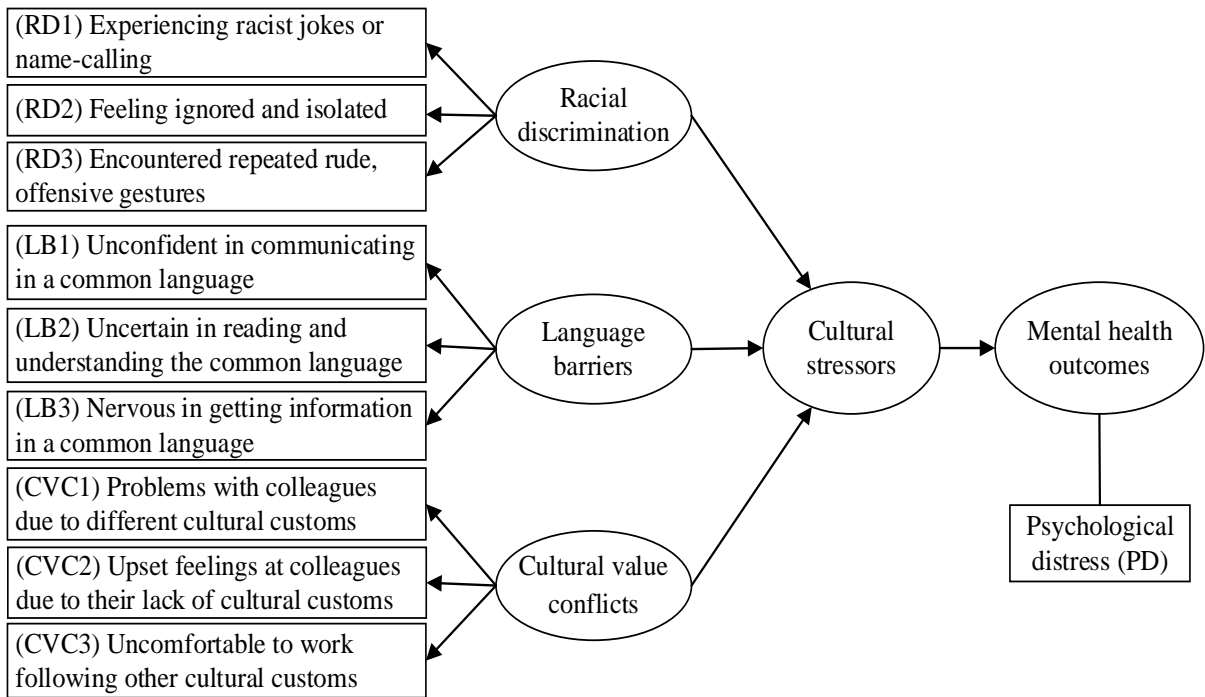 (RD1) Experiencing racist jokes or
name-calling
(RD2) Feeling ignored and isolated
(RD3) Encountered repeated rude,
offensive gestures
(LB1) Unconfident in communicating
in a common language
(LB2) Uncertain in reading and
understanding the common language
(LB3) Nervous in getting information
in a common language
(CVC1) Problems with colleagues
due to different cultural customs
(CVC2) Upset feelings at colleagues
due to their lack of cultural customs
(CVC3) Uncomfortable to work
following other cultural customs
Racial
discrimination
Language
barriers
Cultural value
conflicts
Cultural
stressors
Mental health
outcomes
Psychological
distress (PD)